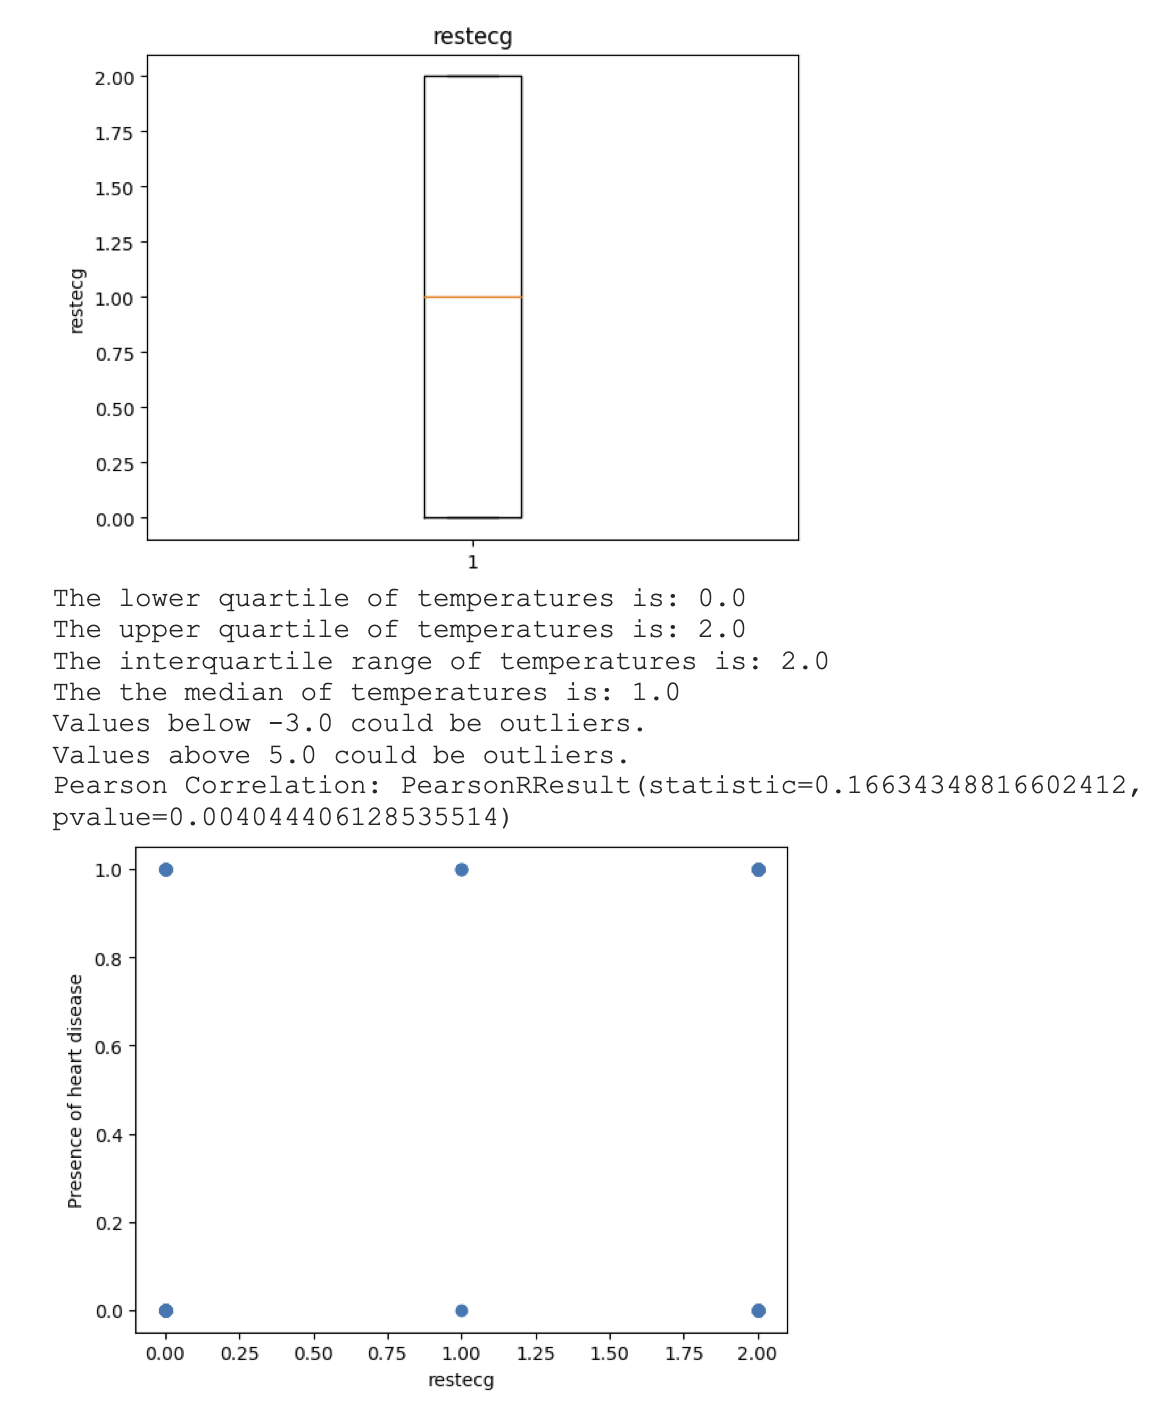 restecg
2.00
1.75
1.50
1.25
1.00
0.75
0.50
0.25
0.00
restecg
1
The lower quartile of temperatures is: 0.0
The upper quartile of temperatures is: 2.0
The interquartile range of temperatures is: 2.0
The the median of temperatures is: 1.0
Values below -3.0 could be outliers.
Values above 5.0 could be outliers.
Pearson Correlation: PearsonRResult(statistic=0.16634348816602412,
pvalue=0.004044406128535514)
1.0
0.8
0.6
0.4
0.2
0.0
Presence of heart disease
0.00 0.25 0.50 0.75 1.00 1.25 1.50 1.75 2.00
restecg